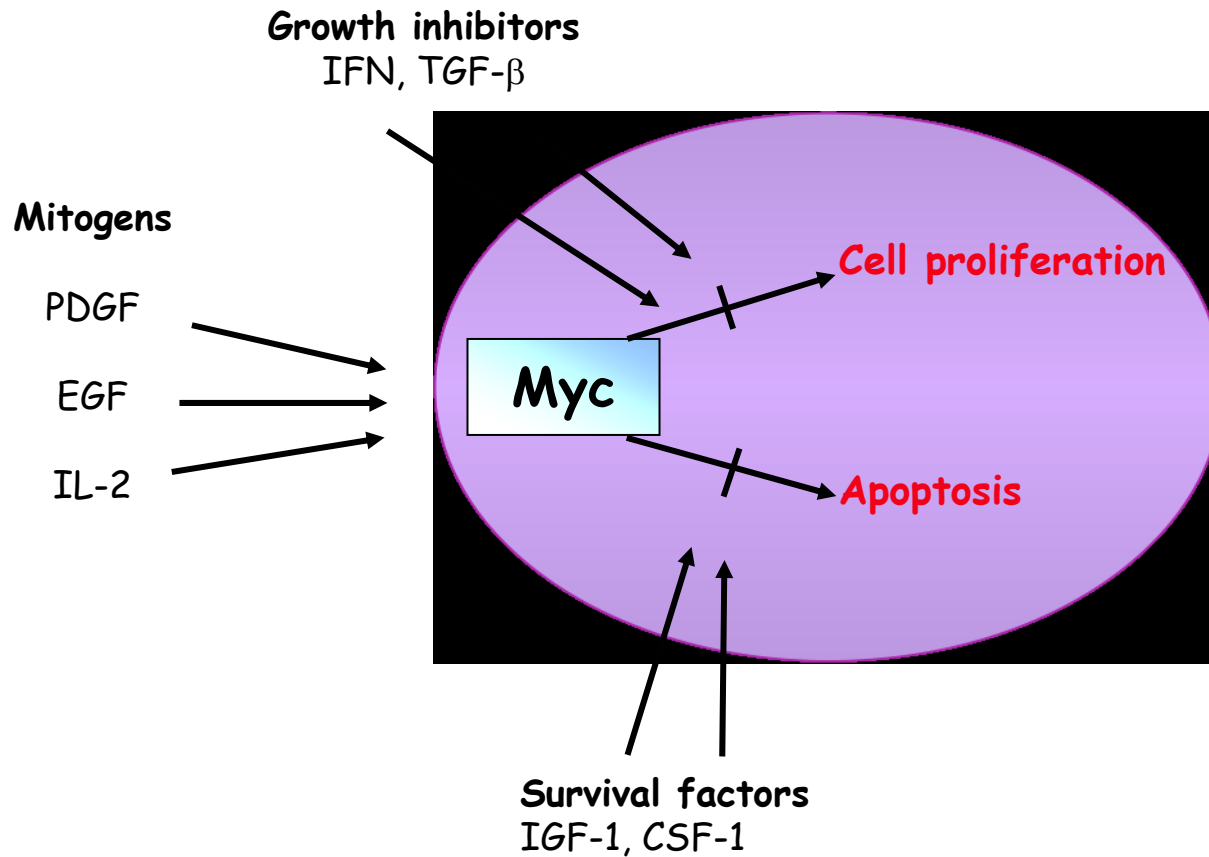 Growth inhibitors
IFN, TGF-β
Mitogens
PDGF
EGF
IL-2
Myc
Cell proliferation
Apoptosis
Survival factors
IGF-1, CSF-1